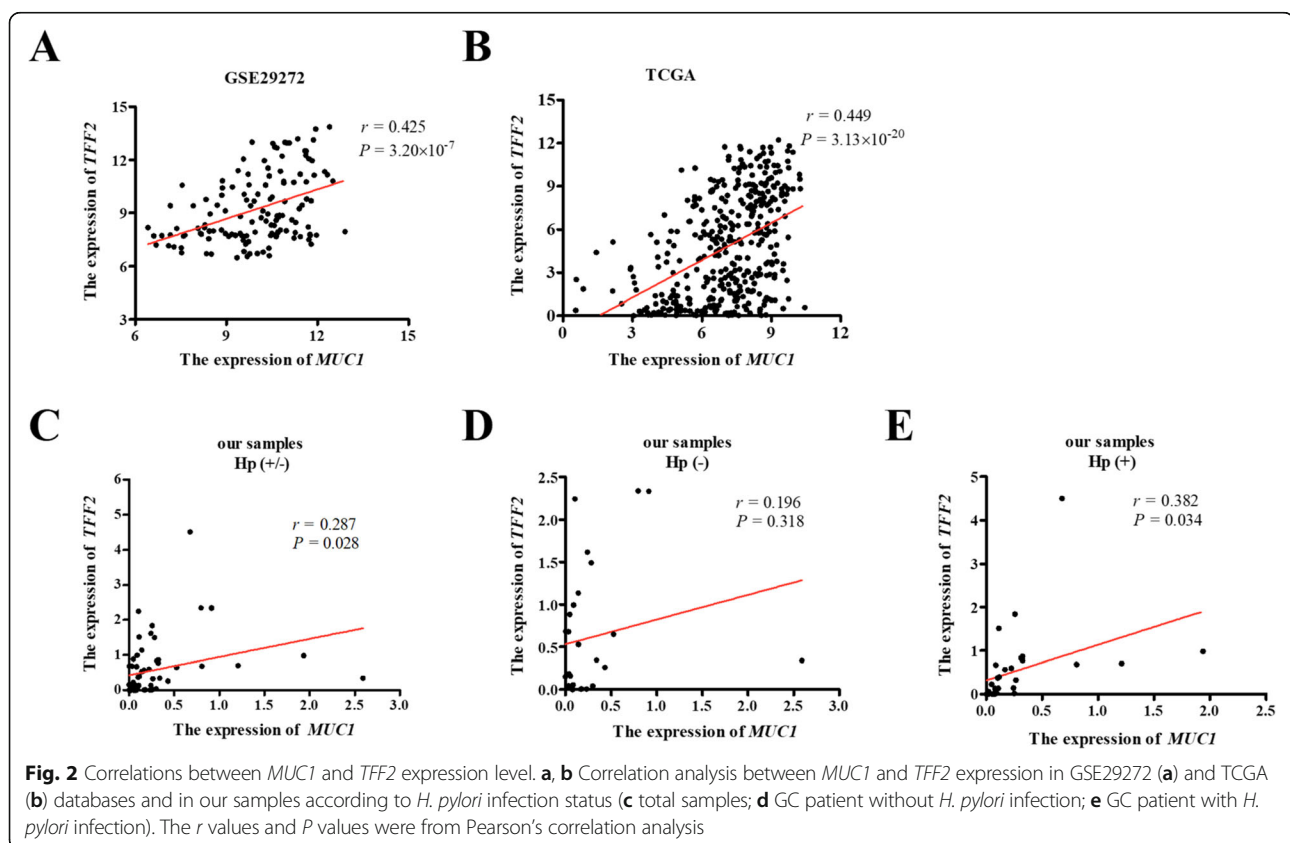 A
GSE29272
The expression of TFF2
15
12
9
6
3
6 9 12 15
The expression of MUC1
r = 0.425
P = 3.20×10-7
B
TCGA
The expression of TFF2
15
12
9
6
3
0
0 3 6 9 12
The expression of MUC1
r = 0.449
P = 3.13×10-20
C
our samples
Hp (+/-)
The expression of TFF2
6
5
4
3
2
1
0
0.0 0.5 1.0 1.5 2.0 2.5 3.0
The expression of MUC1
r = 0.287
P = 0.028
D
our samples
Hp (-)
The expression of TFF2
2.5
2.0
1.5
1.0
0.5
0.0
0.0 0.5 1.0 1.5 2.0 2.5 3.0
The expression of MUC1
r = 0.196
P = 0.318
E
our samples
Hp (+)
The expression of TFF2
5
4
3
2
1
0
0.0 0.5 1.0 1.5 2.0 2.5
The expression of MUC1
r = 0.382
P = 0.034
Fig. 2 Correlations between MUC1 and TFF2 expression level. a, b Correlation analysis between MUC1 and TFF2 expression in GSE29272 (a) and TCGA
(b) databases and in our samples according to H. pylori infection status (c total samples; d GC patient without H. pylori infection; e GC patient with H.
pylori infection). The r values and P values were from Pearson's correlation analysis